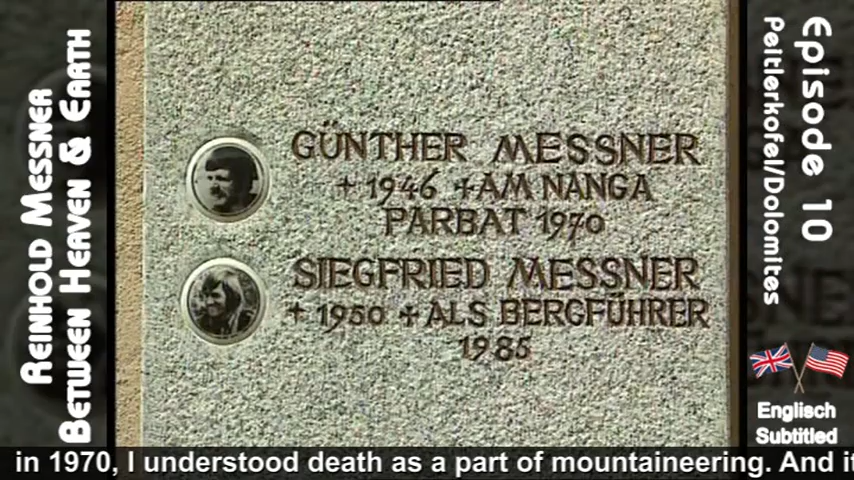 REINHOLD MESSNER
BETWEEN HEAVEN & EARTH
GÜNTHER MESSNER
+ 1946 + AM NANGA
PARBAT 1970
SIEGFRIED MESSNER
+ 1950 + ALS BERGFÜHRER
1985
Episode 10
Peitlerkofel/Dolomites
Englisch
Subtitled
in 1970, I understood death as a part of mountaineering. And it